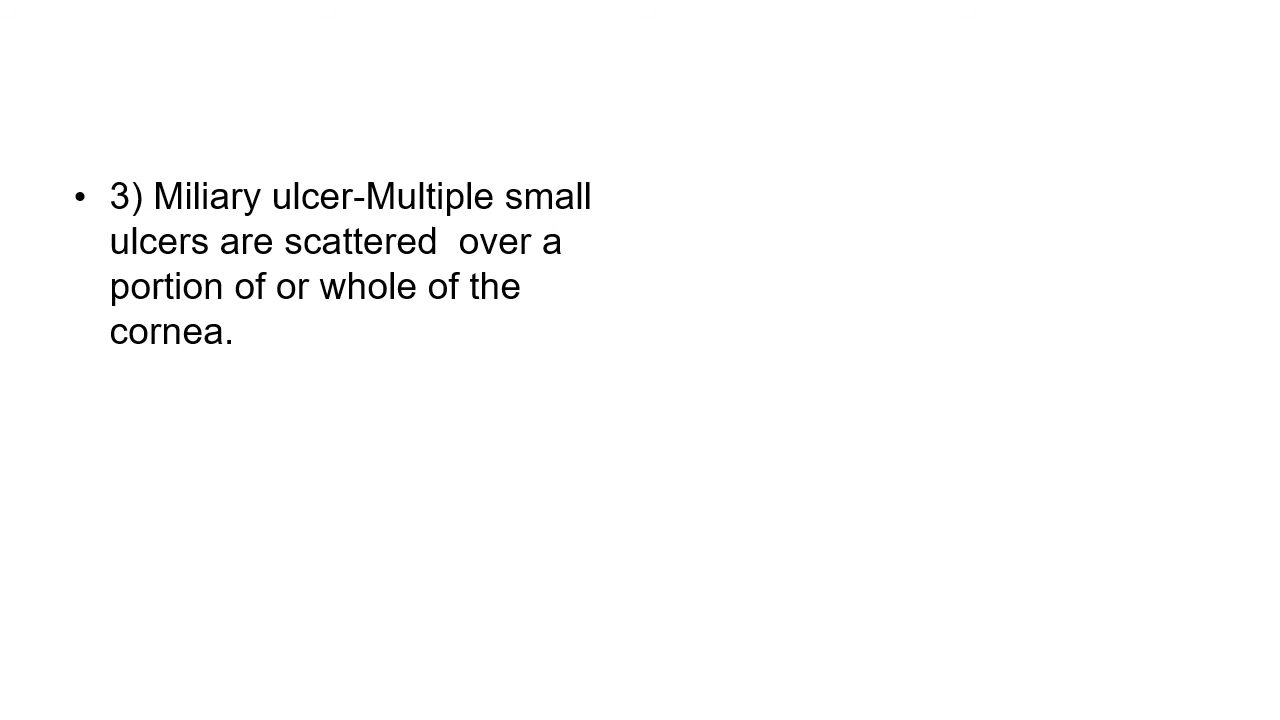 • 3) Miliary ulcer-Multiple small
ulcers are scattered  over a
portion of or whole of the
cornea.